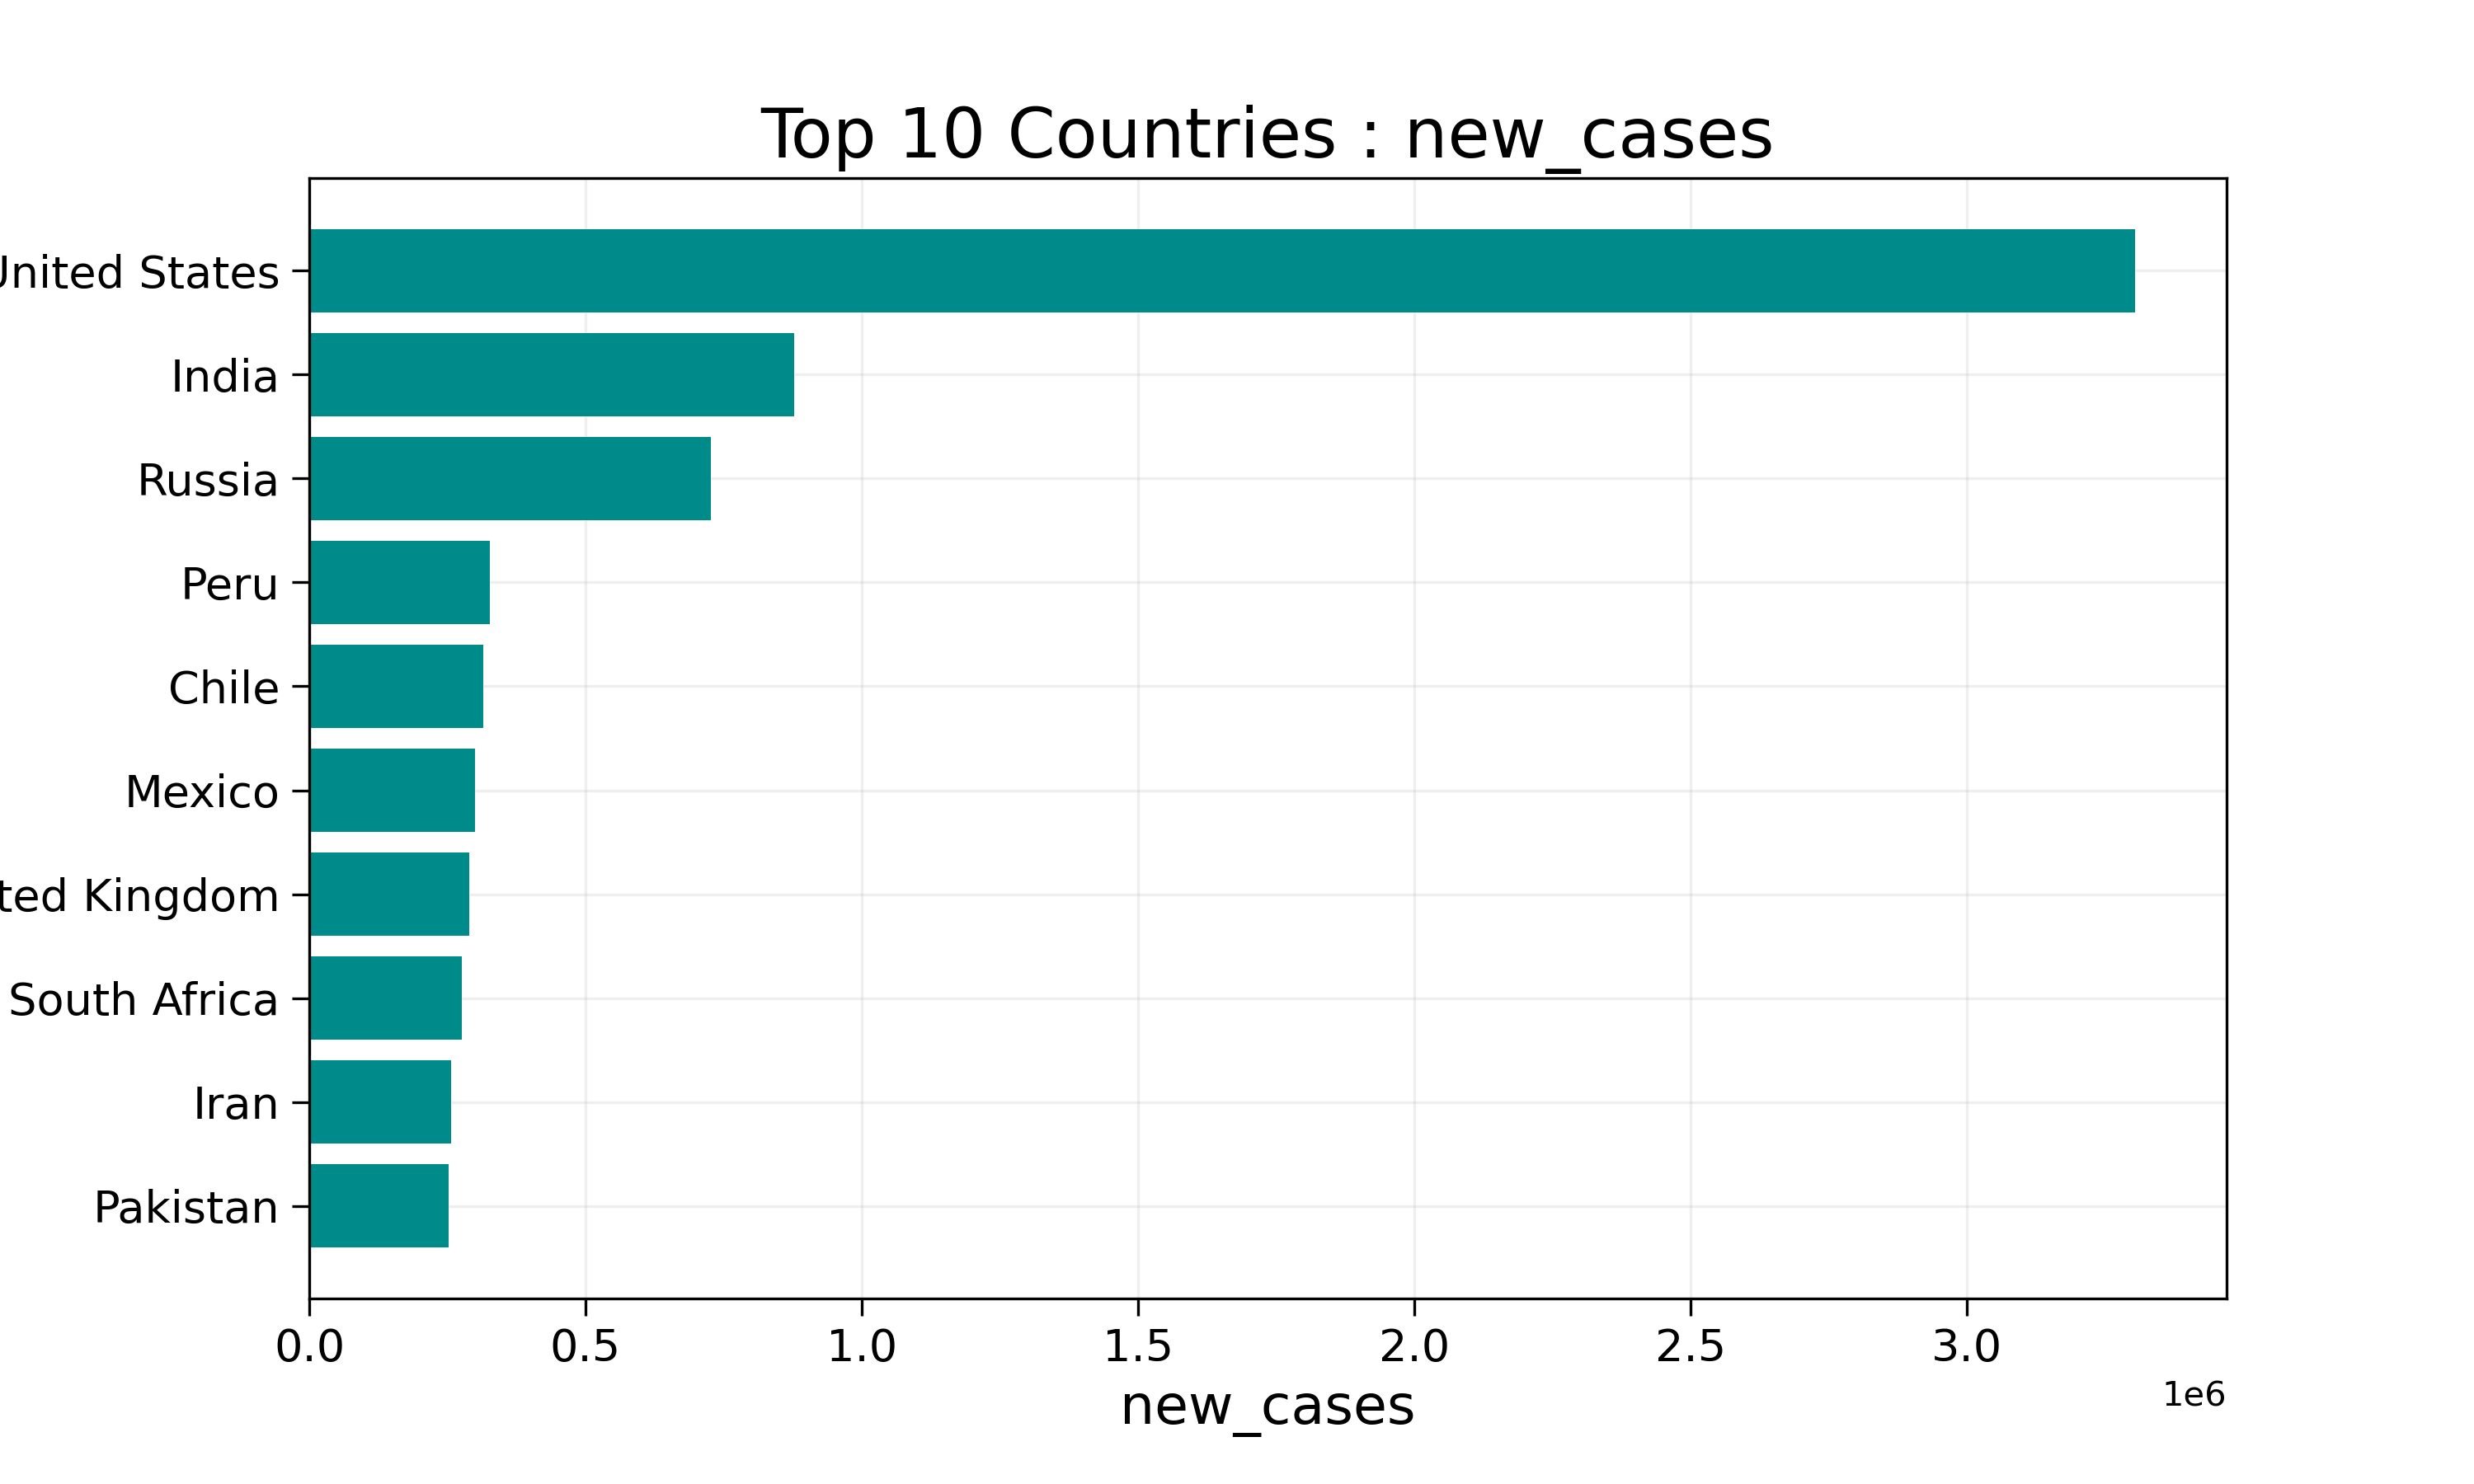 Top 10 Countries : new_cases
United States
India
Russia
Peru
Chile
Mexico
ted Kingdom
South Africa
Iran
Pakistan
0.0 0.5 1.0 1.5 2.0 2.5 3.0
1e6
new_cases